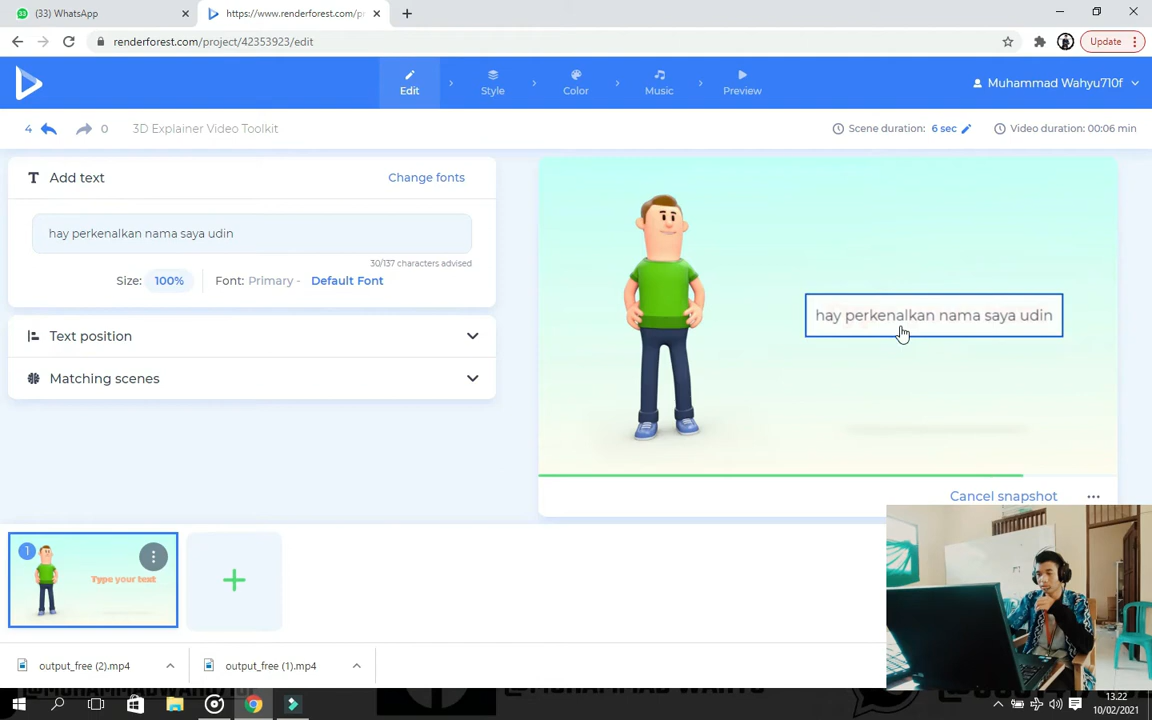 (33) WhatsApp
https://www.renderforest.com/p
renderforest.com/project/42353923/edit
Update
Edit
Style
Color
Music
Preview
Muhammad Wahyu710f
4
0
3D Explainer Video Toolkit
Scene duration: 6 sec
Video duration: 00:06 min
Add text
Change fonts
hay perkenalkan nama saya udin
30/137 characters advised
Size: 100%
Font: Primary -
Default Font
Text position
Matching scenes
hay perkenalkan nama saya udin
Cancel snapshot
1
Type your text
output_free (2).mp4
output_free (1).mp4
13.22
10/02/2021